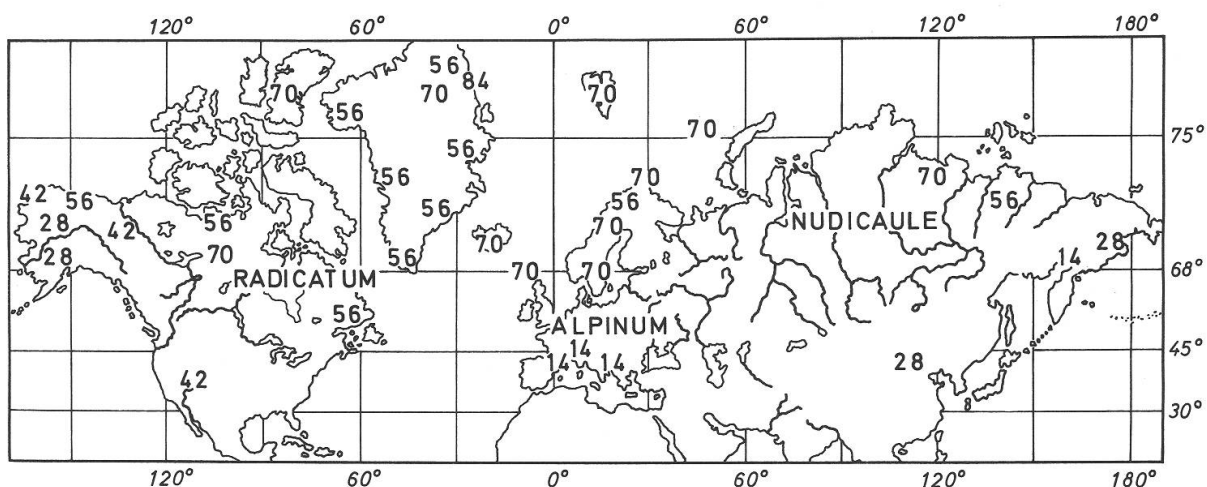 120° 60° 0° 60° 120° 180°
56 84
70 70 70
56
70 75°
56
42 56 56 70 70
56 56
28 42 56 56 70 NUDICAULE
28 70 70 28
70 56 70 70 14
RADICATUM 68°
56 ALPINUM
14 28 45°
42 14 14
30°
120° 60° 0° 60° 120° 180°